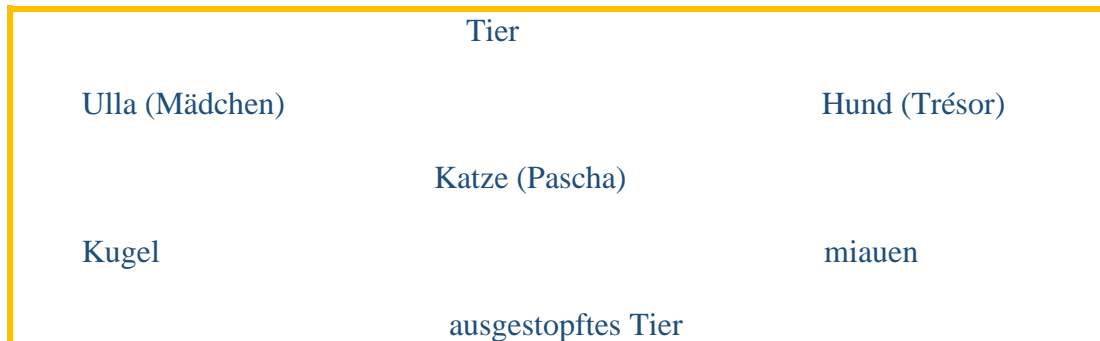 Tier
Ulla (Mädchen) Hund (Trésor)
Katze (Pascha)
Kugel miauen
ausgestopftes Tier